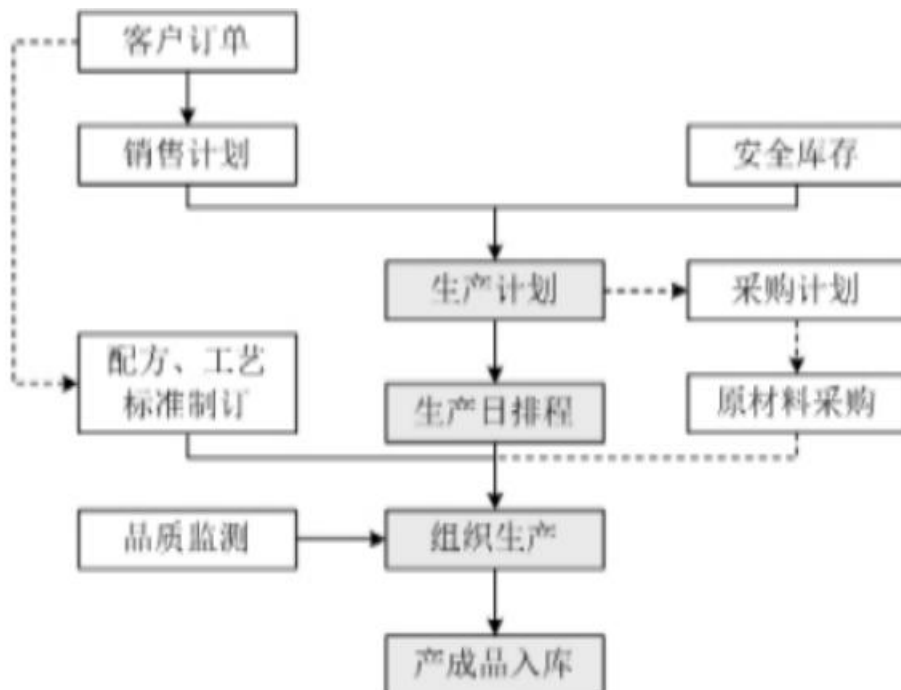 客户订单
销售计划
安全库存
生产计划
采购计划
配方、工艺
标准制订
生产日排程
原材料采购
品质监测
组织生产
产成品入库